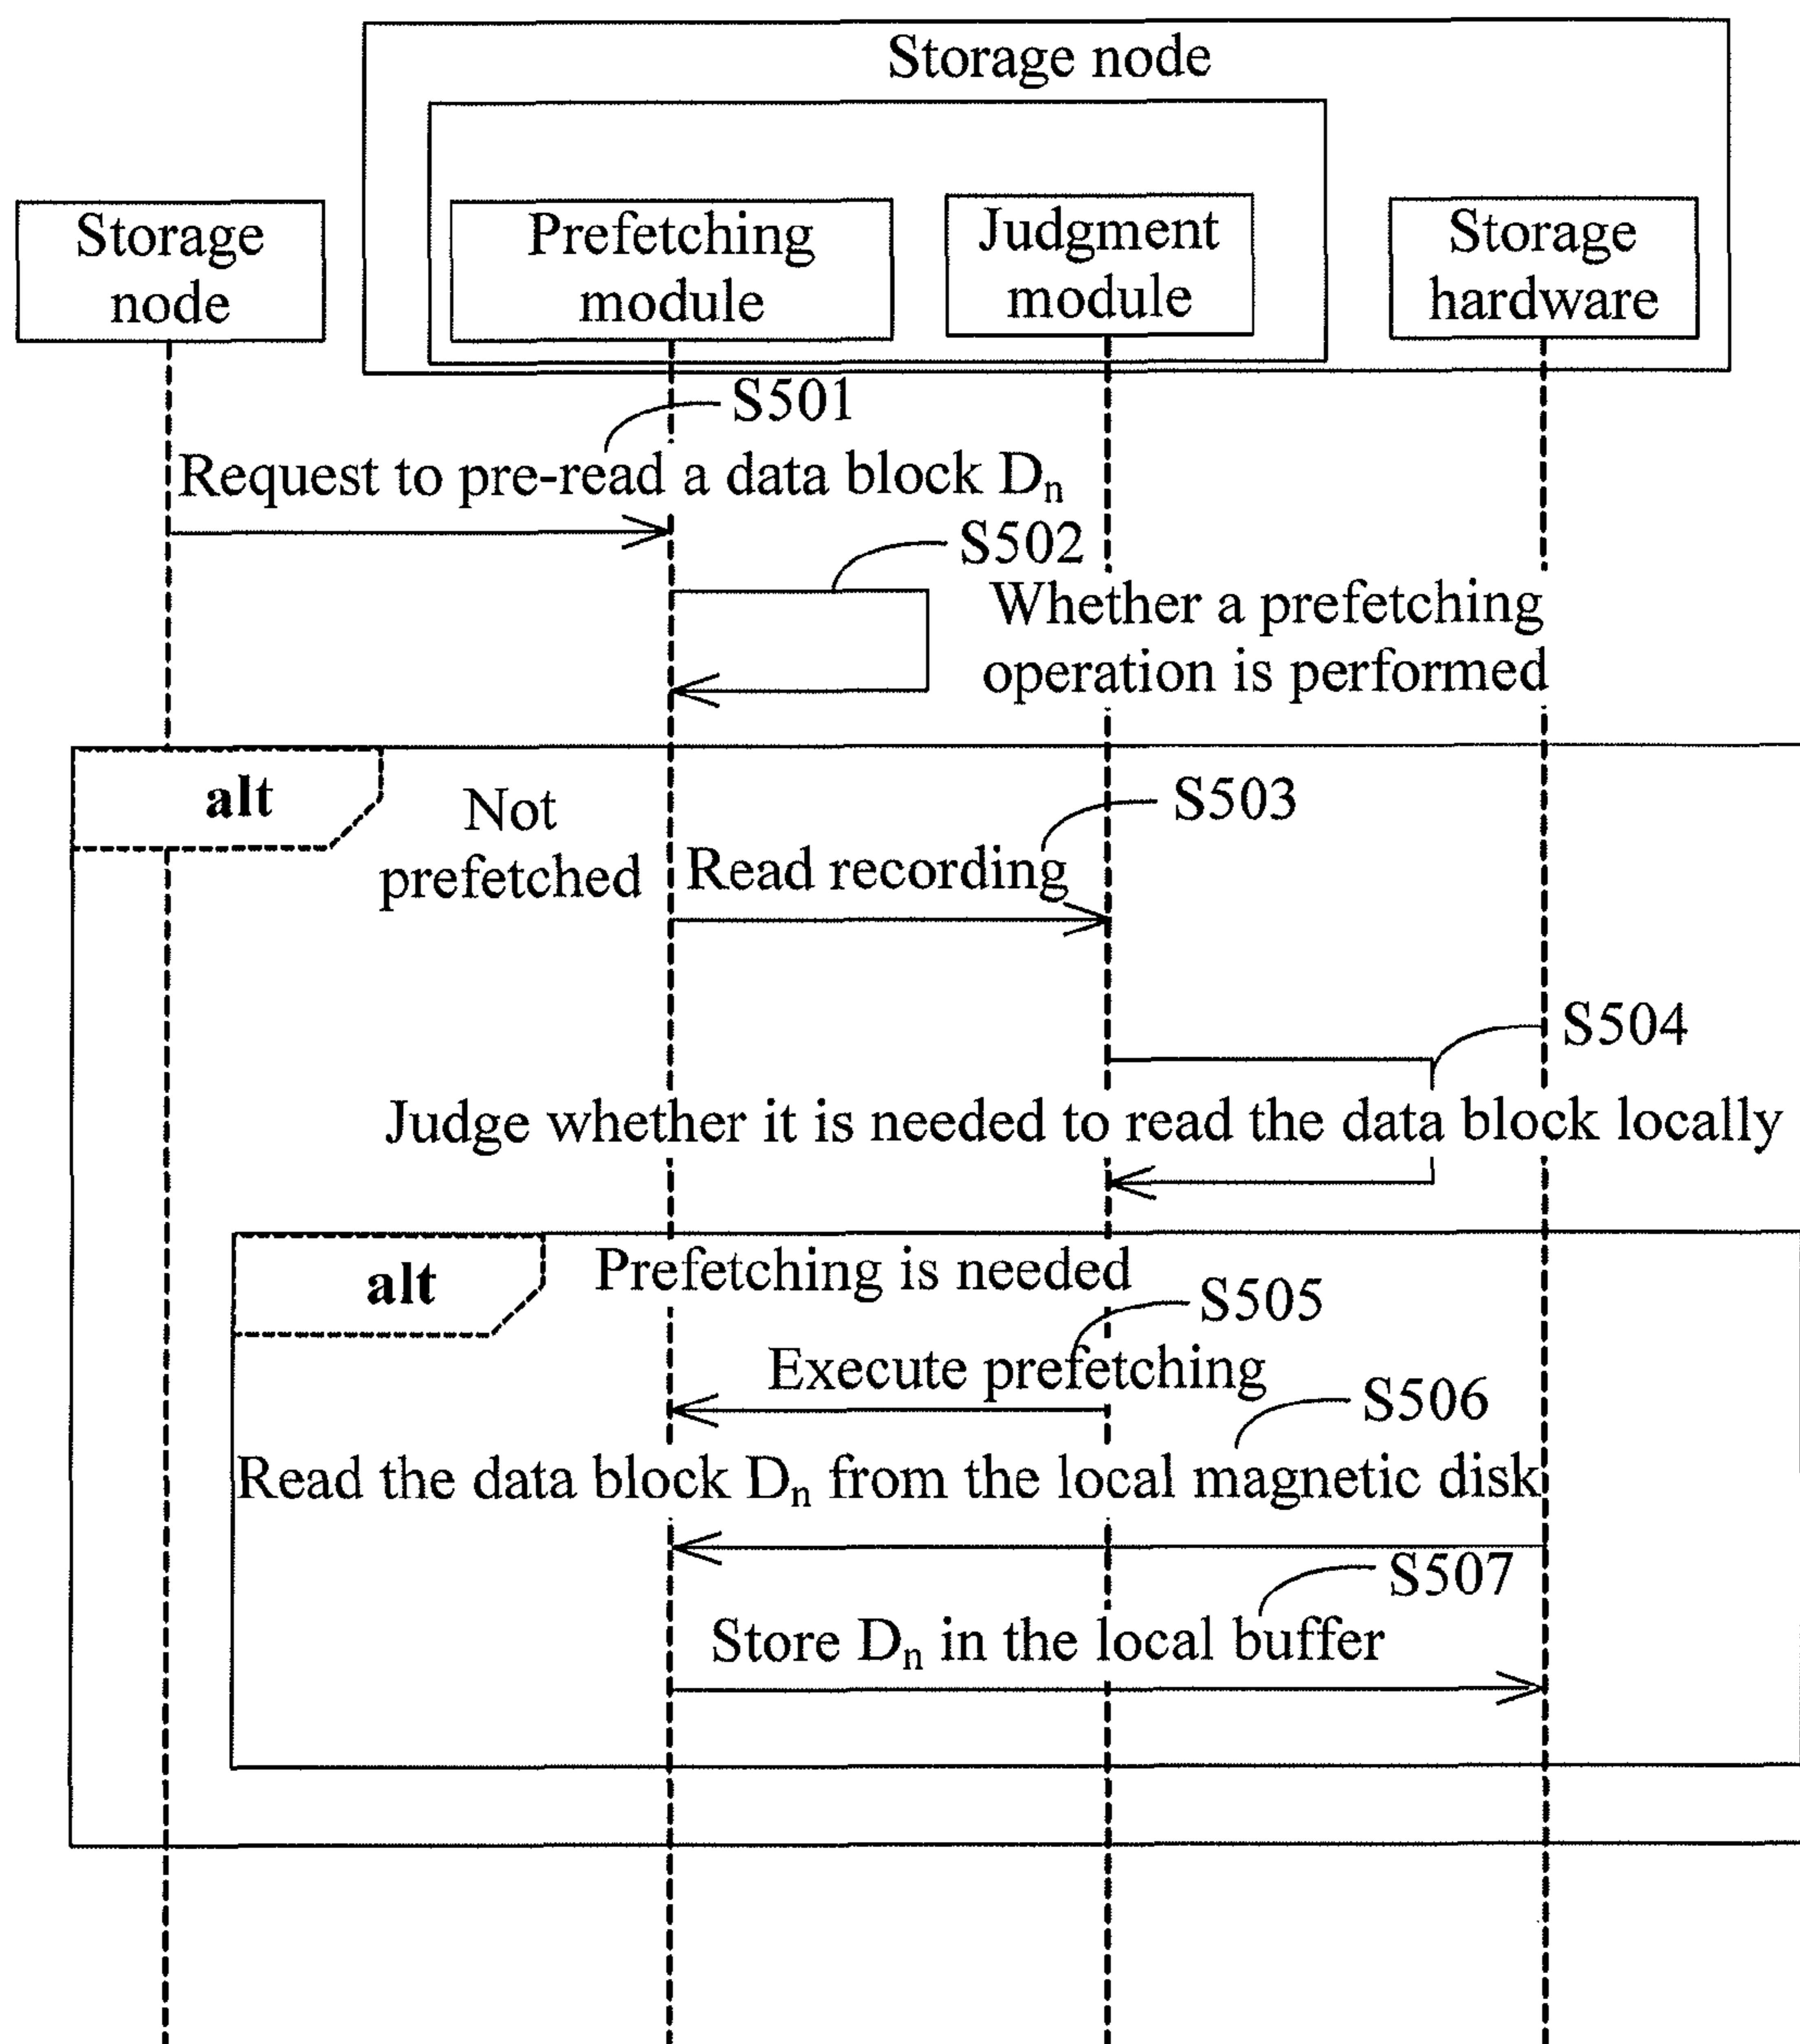 Storage node
Storage
node
Prefetching
module
Judgment
module
Storage
hardware
S501
Request to pre-read a data block Dn
S502
Whether a prefetching
operation is performed
alt
Not
prefetched
S503
Read recording
S504
Judge whether it is needed to read the data block locally
alt
Prefetching is needed
S505
Execute prefetching
S506
Read the data block Dn from the local magnetic disk
S507
Store Dn in the local buffer